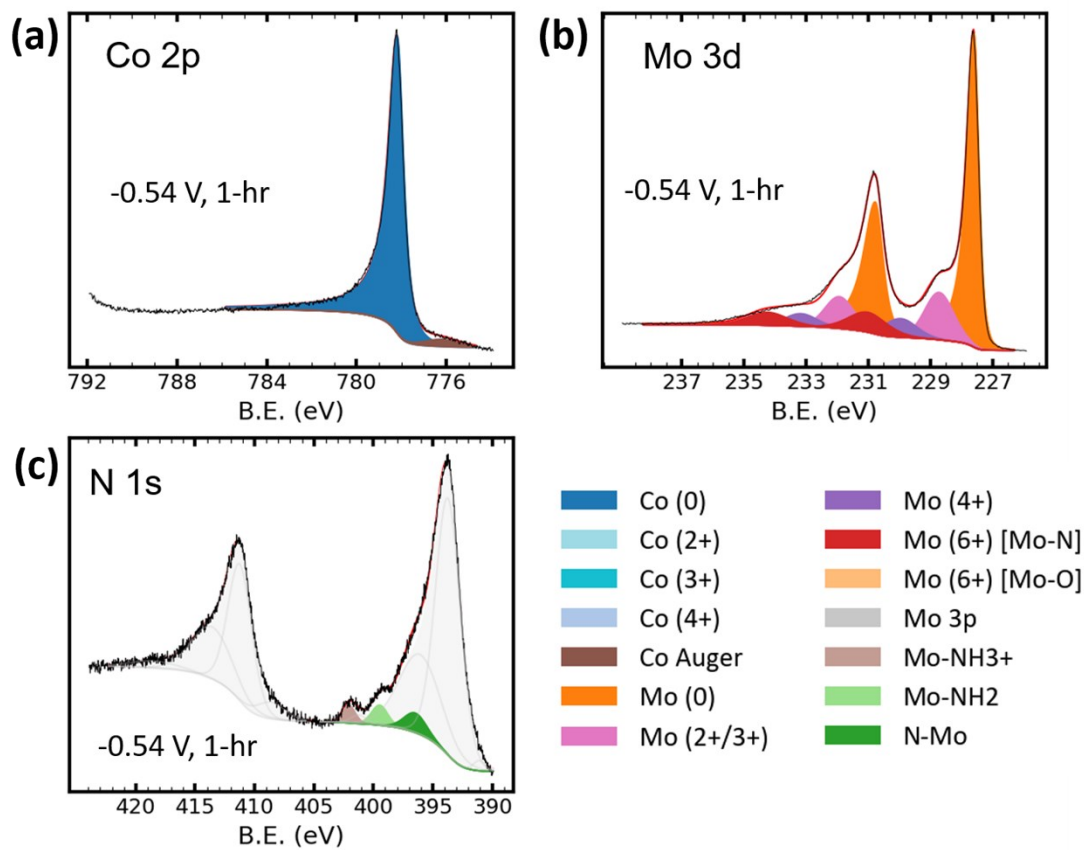 (a)
Co 2p
-0.54 V, 1-hr
792 788 784 780 776
B.E. (eV)
(b)
Mo 3d
-0.54 V, 1-hr
237 235 233 231 229 227
B.E. (eV)
(c)
N 1s
-0.54 V, 1-hr
420 410 405 400 395 390
B.E. (eV)
Co (0)
Co (2+)
Co (3+)
Co (4+)
Co Auger
Mo (0)
Mo (2+/3+)
Mo (4+)
Mo (6+) [Mo-N]
Mo (6+) [Mo-O]
Mo 3p
Mo-NH3+
Mo-NH2
N-Mo